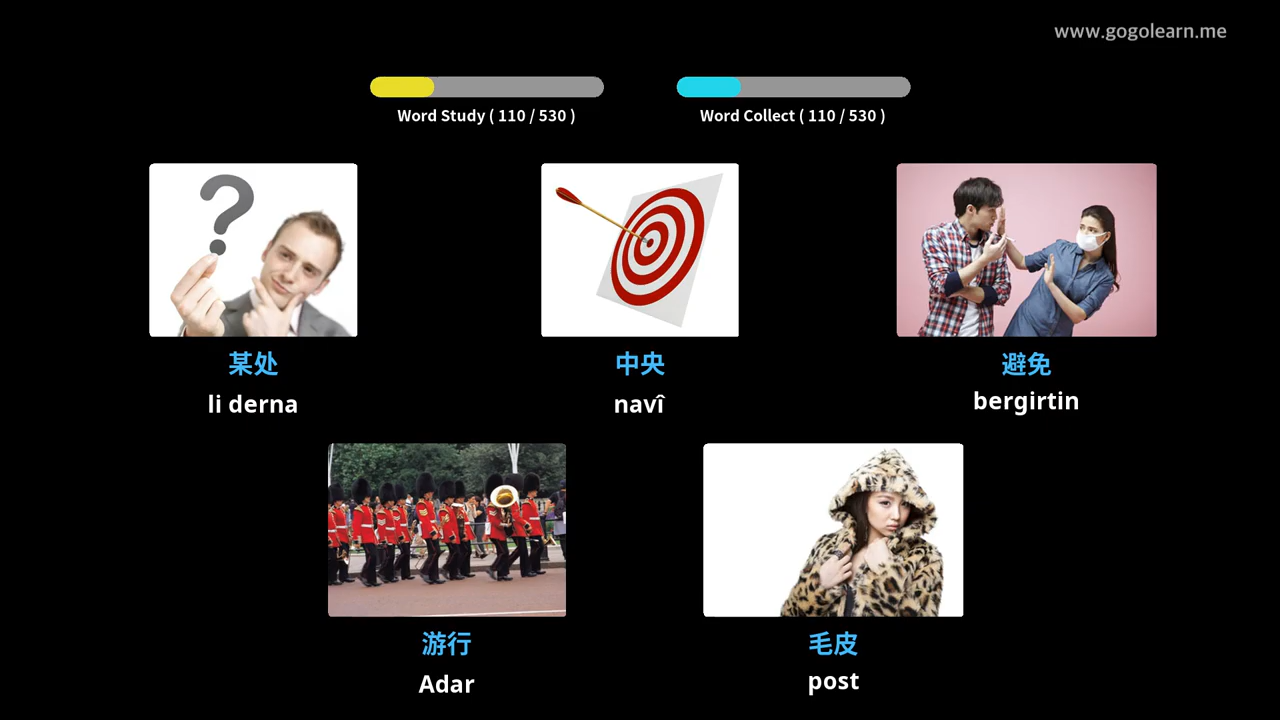 www.gogolearn.me
Word Study ( 110 / 530 )
Word Collect ( 110 / 530 )
某处
li derna
中央
navî
避免
bergirtin
游行
Adar
毛皮
post